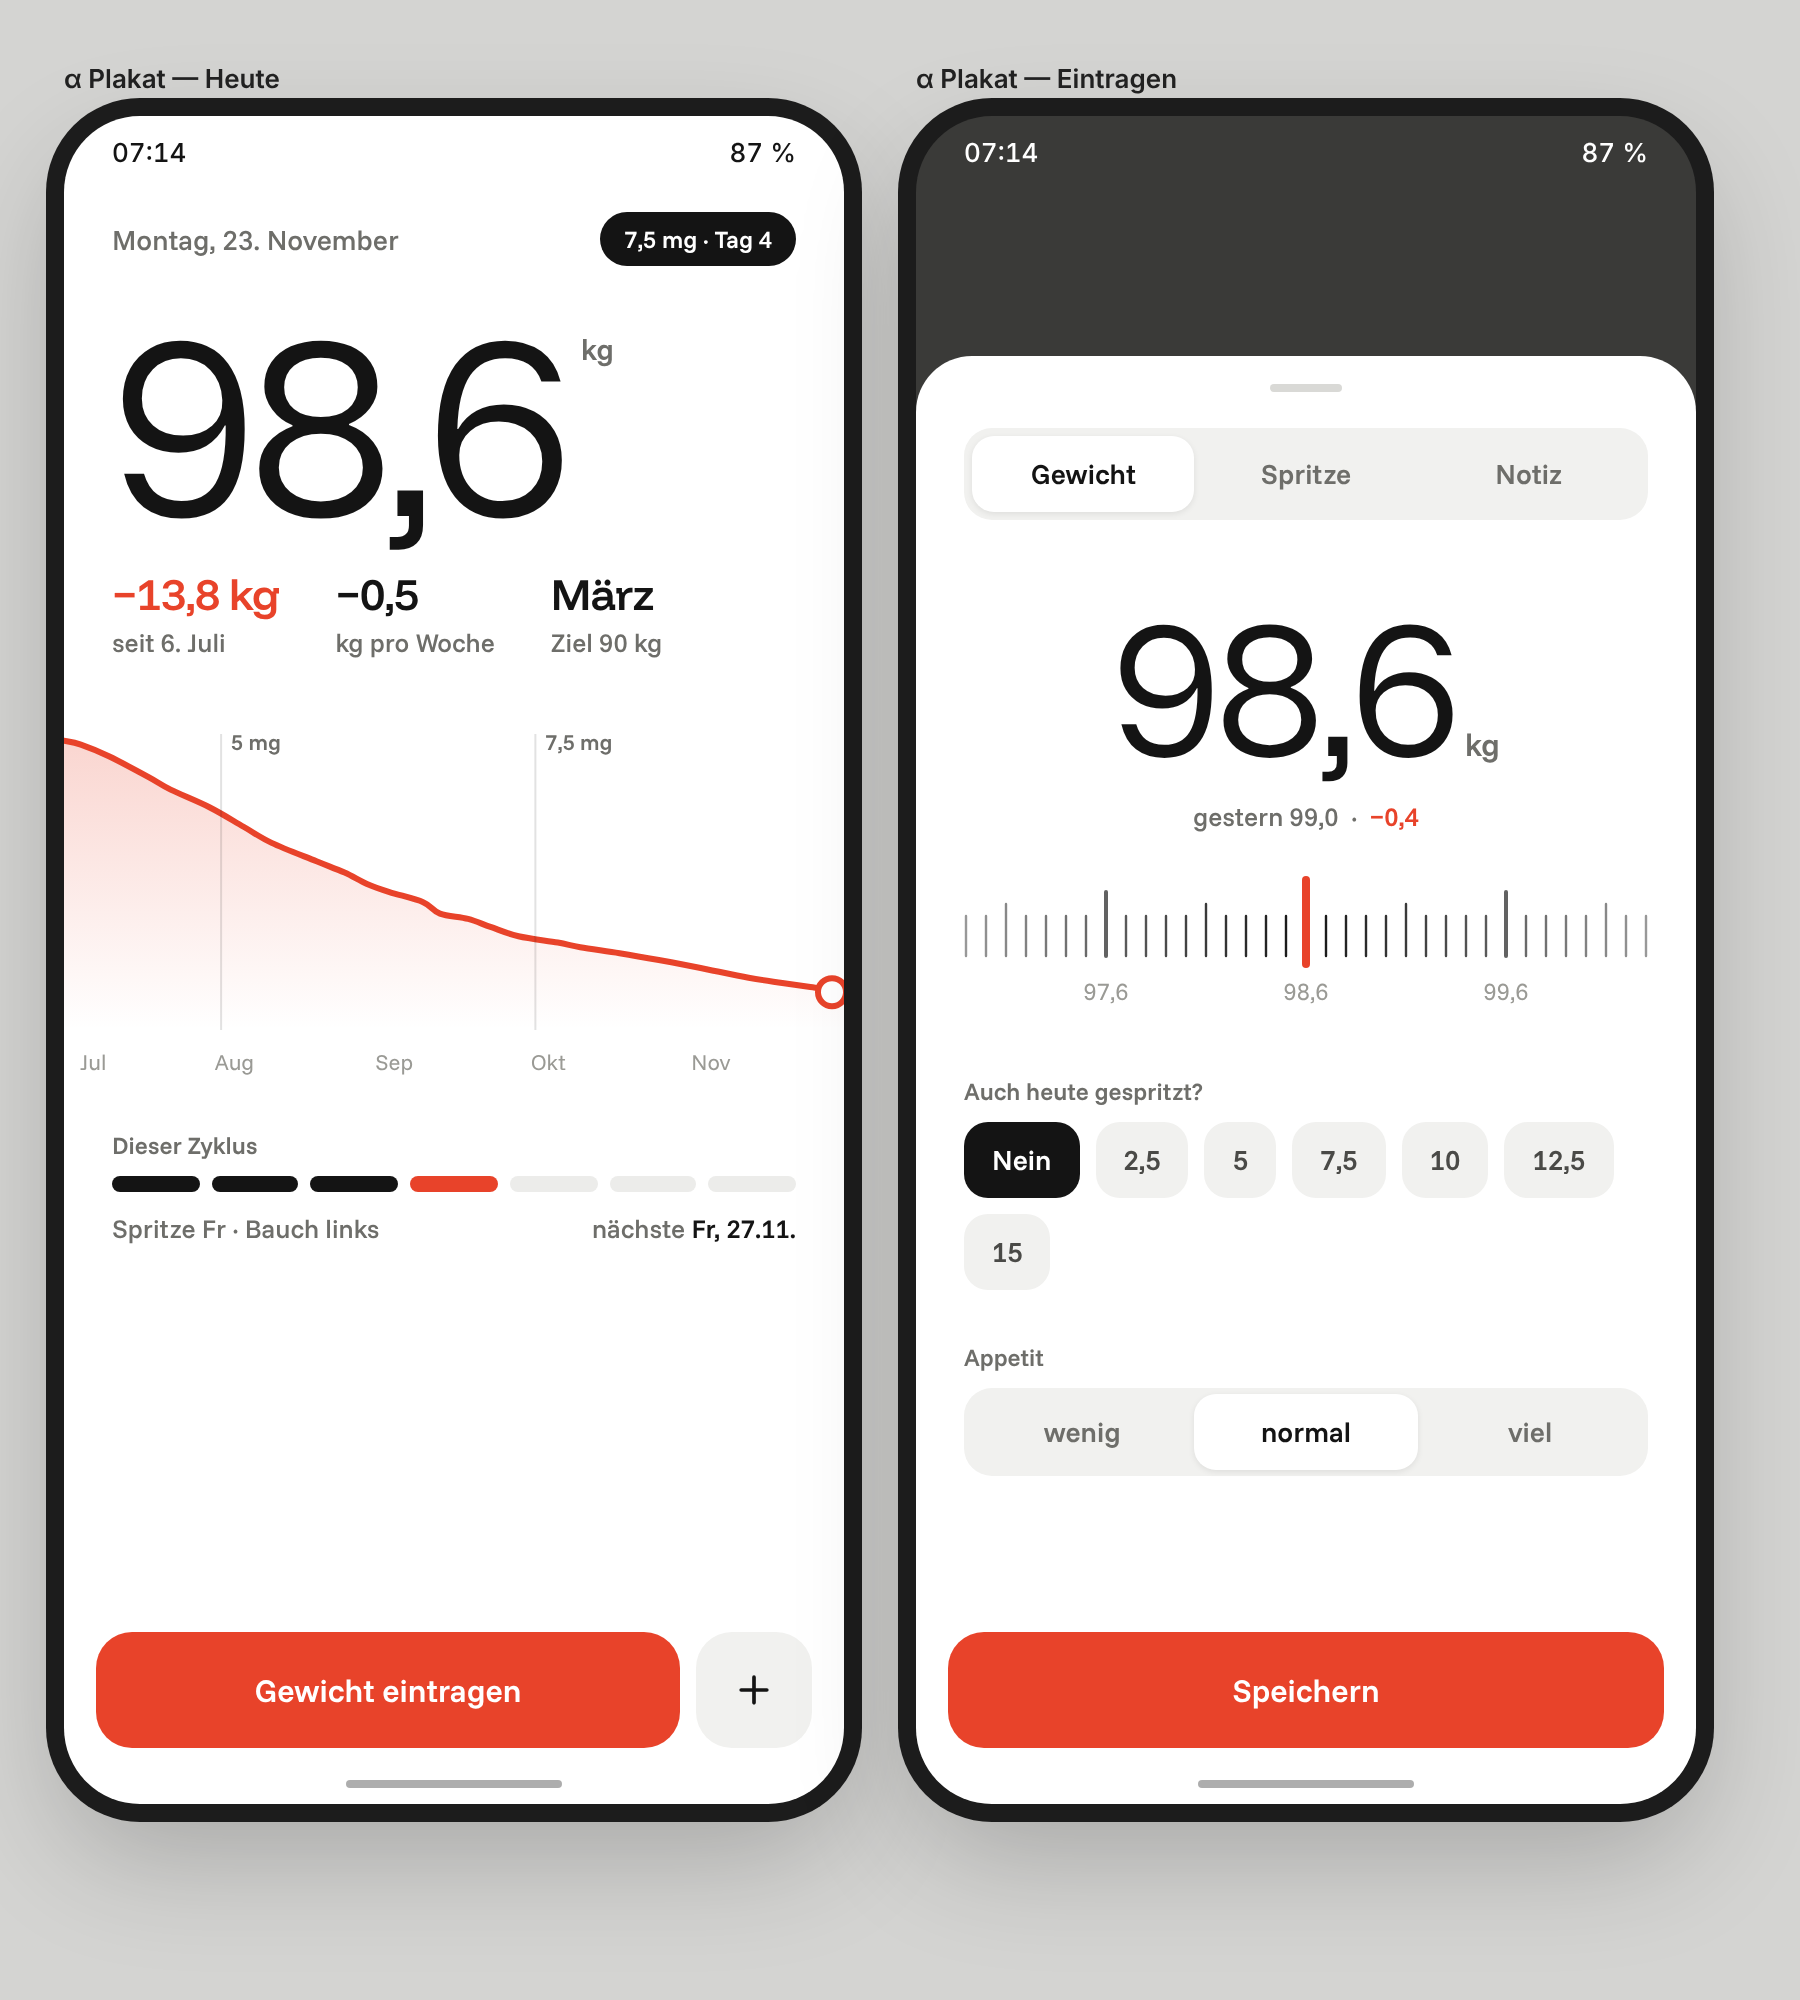 α Plakat — Heute
07:14
87 %
Montag, 23. November
7,5 mg · Tag 4
98,6 kg
−13,8 kg
seit 6. Juli
−0,5
kg pro Woche
März
Ziel 90 kg
5 mg
7,5 mg
Jul
Aug
Sep
Okt
Nov
Dieser Zyklus
Spritze Fr · Bauch links
nächste Fr, 27.11.
Gewicht eintragen
+
α Plakat — Eintragen
07:14
87 %
Gewicht
Spritze
Notiz
98,6 kg
gestern 99,0 · −0,4
97,6
98,6
99,6
Auch heute gespritzt?
Nein
2,5
5
7,5
10
12,5
15
Appetit
wenig
normal
viel
Speichern